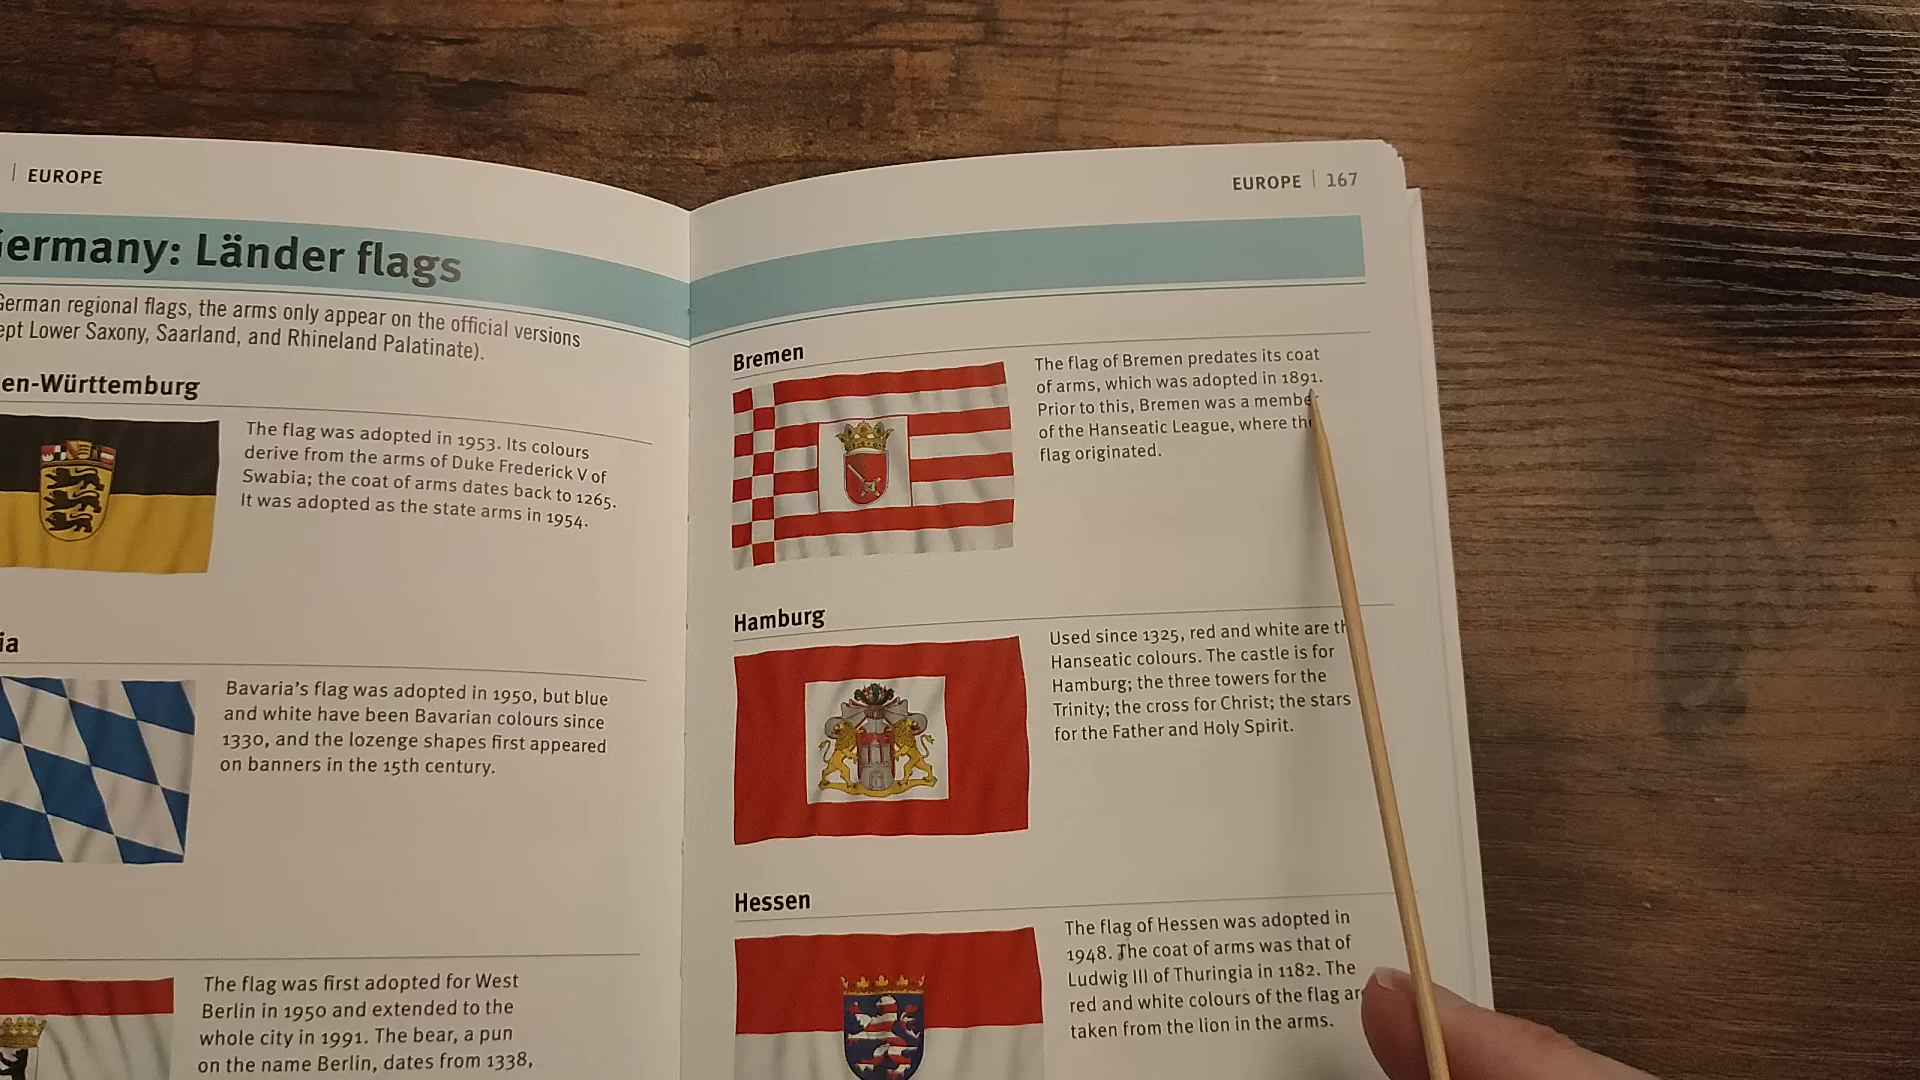 EUROPE
Germany: Länder flags
German regional flags, the arms only appear on the official versions
Lower Saxony, Saarland, and Rhineland Palatinate).
The flag was adopted in 1953. Its colours
derive from the arms of Duke Frederick V of
Swabia; the coat of arms dates back to 1265.
It was adopted as the state arms in 1954.
Bavaria's flag was adopted in 1950, but blue
and white have been Bavarian colours since
1330, and the lozenge shapes first appeared
on banners in the 15th century.
The flag was first adopted for West
Berlin in 1950 and extended to the
whole city in 1991. The bear, a pun
on the name Berlin, dates from 1338,
EUROPE | 167
Bremen
The flag of Bremen predates its coat
of arms, which was adopted in 1891.
Prior to this, Bremen was a member
of the Hanseatic League, where the
flag originated.
Hamburg
Used since 1325, red and white are the
Hanseatic colours. The castle is for
Hamburg; the three towers for the
Trinity; the cross for Christ; the stars
for the Father and Holy Spirit.
Hessen
The flag of Hessen was adopted in
1948. The coat of arms was that of
Ludwig III of Thuringia in 1182. The
red and white colours of the flag are
taken from the lion in the arms.